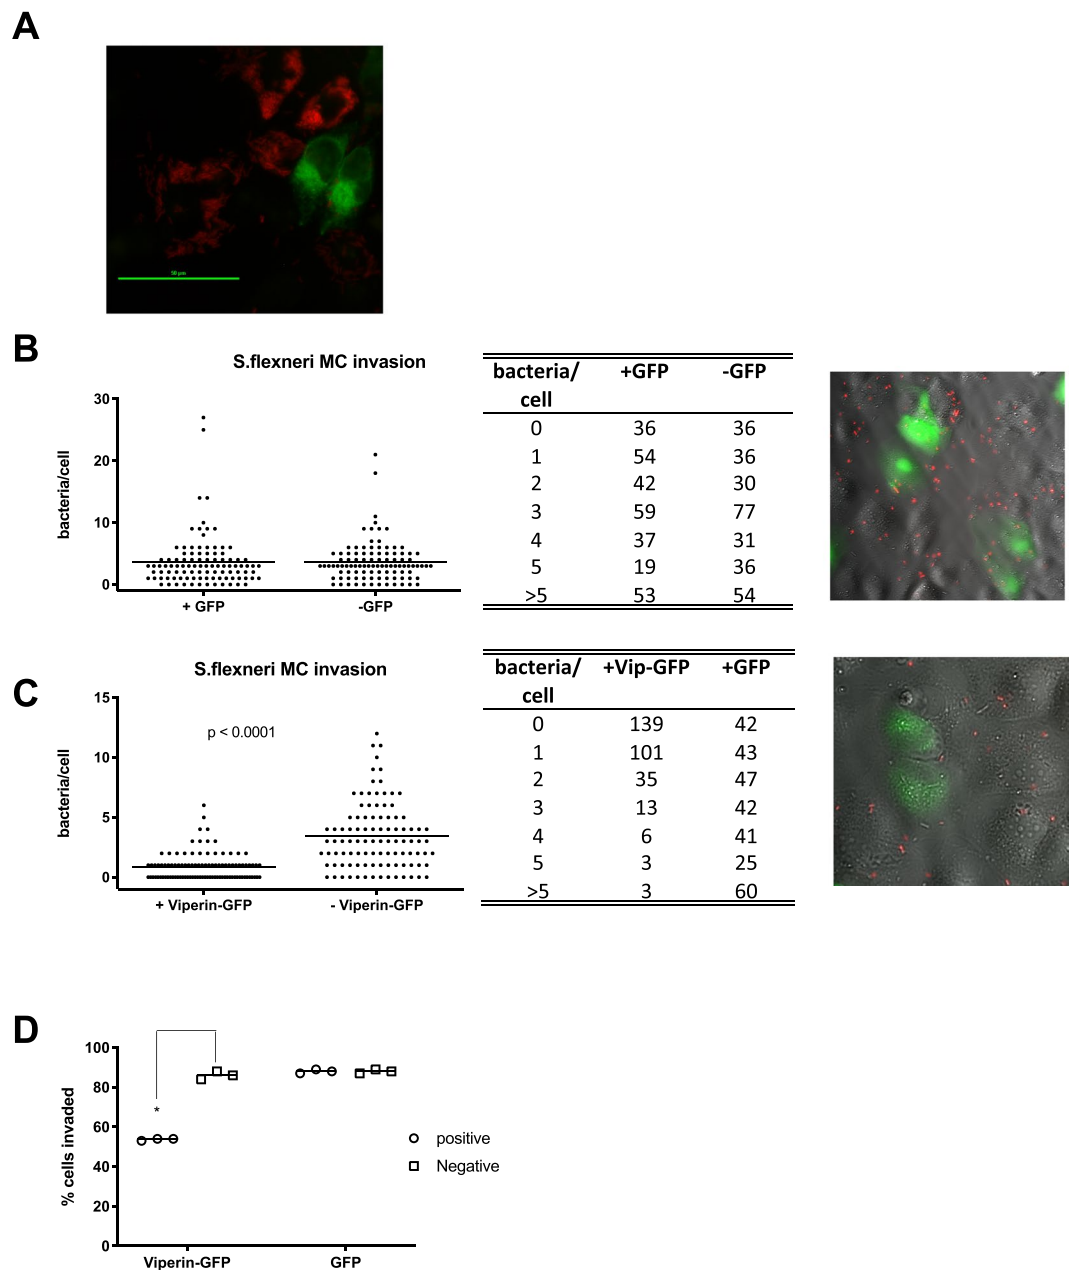 A
50 µm
B
S.flexneri MC invasion
bacteria/cell
30
20
10
0
+ GFP
-GFP
bacteria/ cell +GFP -GFP
0 36 36
1 54 36
2 42 30
3 59 77
4 37 31
5 19 36
>5 53 54
C
S.flexneri MC invasion
p < 0.0001
bacteria/cell
15
10
5
0
+ Viperin-GFP
- Viperin-GFP
bacteria/ cell +Vip-GFP +GFP
0 139 42
1 101 43
2 35 47
3 13 42
4 6 41
5 3 25
>5 3 60
D
% cells invaded
100
80
60
40
20
0
*
Viperin-GFP
GFP
positive
Negative